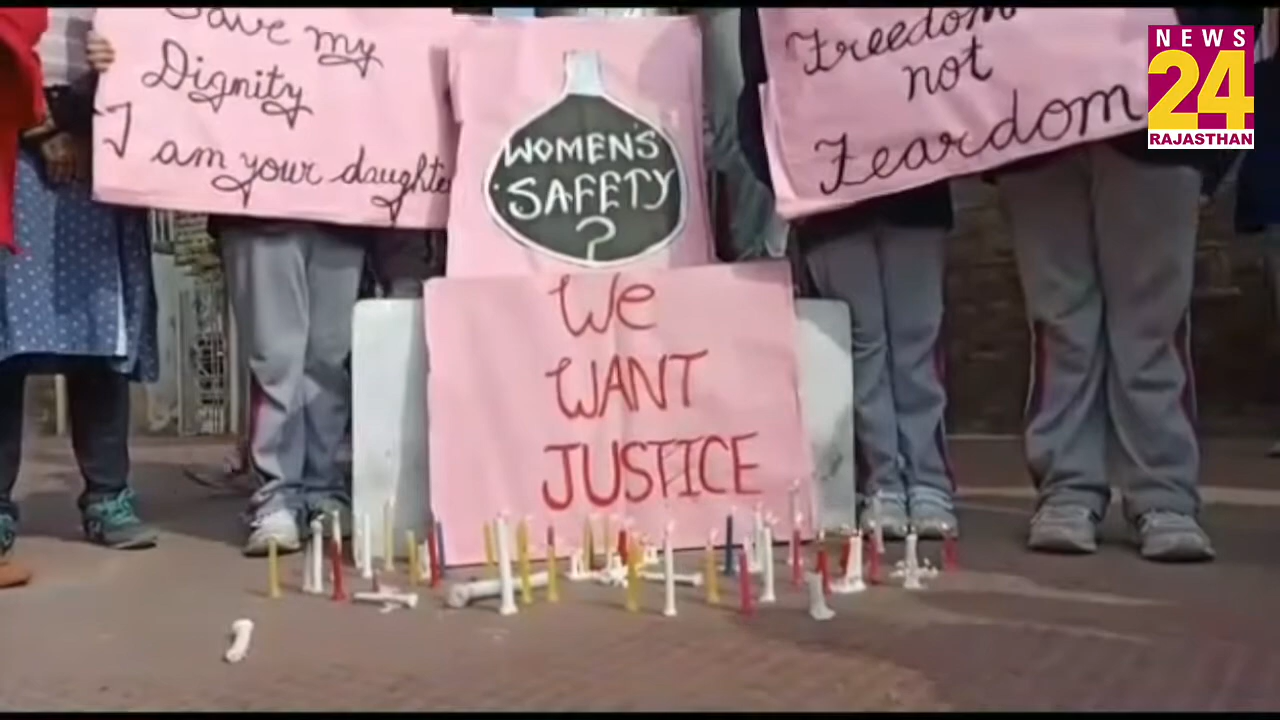 Save my
Dignity
I am your daughter
WOMEN'S
SAFETY
?
We
WANT
JUSTICE
Freedom
not
Feardom
NEWS
24
RAJASTHAN